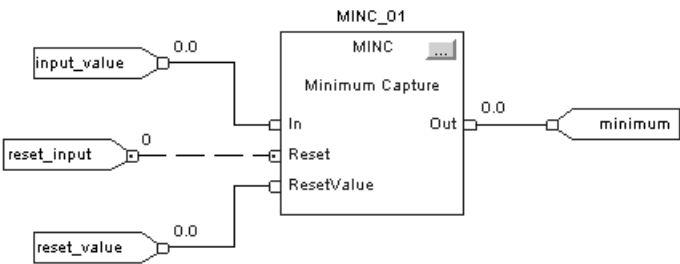 MINC_01
MINC
...
Minimum Capture
input_value
0.0
In
Out
0.0
minimum
reset_input
0
Reset
ResetValue
reset_value
0.0